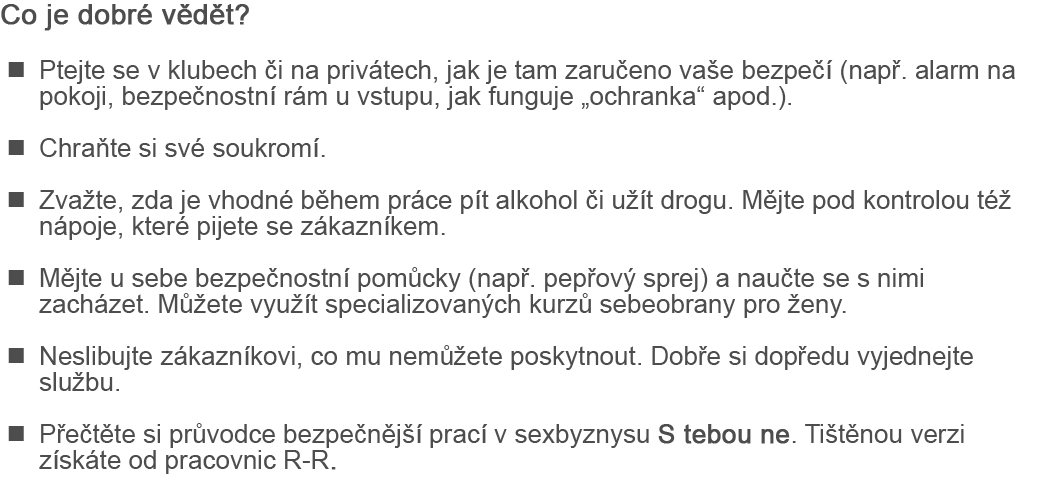 Co je dobré vědět?
■ Ptejte se v klubech či na privátech, jak je tam zaručeno vaše bezpečí (např. alarm na
pokoji, bezpečnostní rám u vstupu, jak funguje „ochranka“ apod.).
■ Chraňte si své soukromí.
■ Zvažte, zda je vhodné během práce pít alkohol či užít drogu. Mějte pod kontrolou též
nápoje, které pijete se zákazníkem.
■ Mějte u sebe bezpečnostní pomůcky (např. pepřový sprej) a naučte se s nimi
zacházet. Můžete využít specializovaných kurzů sebeobrany pro ženy.
■ Neslibujte zákazníkovi, co mu nemůžete poskytnout. Dobře si dopředu vyjednejte
službu.
■ Přečtěte si průvodce bezpečnější prací v sexbyznysu S tebou ne. Tištěnou verzi
získáte od pracovnic R-R.